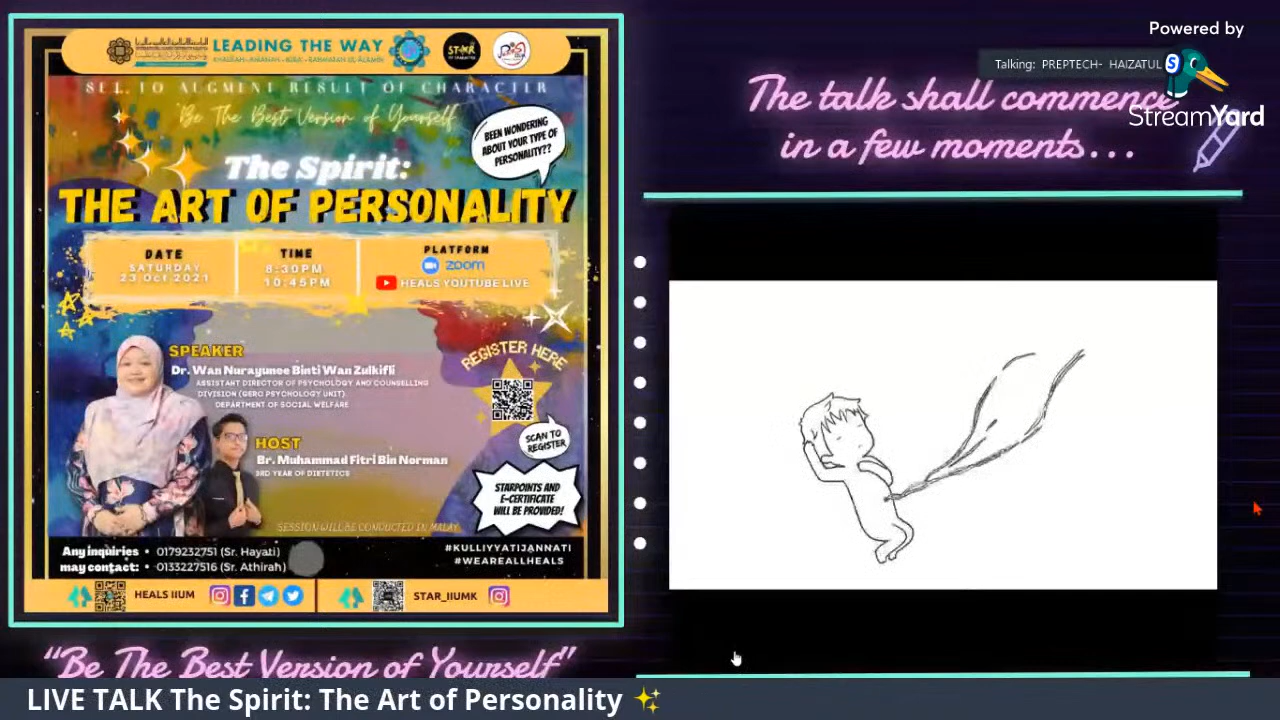 LEADING THE WAY
KHALĪFAH - AMĀNAH - IQRA' - RAHMATAN LIL-ĀLAMĪN
STAR
SET TO AUGMENT RESULT OF CHARACTER
"Be The Best Version of Yourself"
BEEN WONDERING
ABOUT YOUR TYPE OF
PERSONALITY??
The Spirit:
THE ART OF PERSONALITY
DATE
SATURDAY
23 Oct 2021
TIME
8:30PM
10:45PM
PLATFORM
zoom
HEALS YOUTUBE LIVE
SPEAKER
Dr. Wan Nurayunee Binti Wan Zulkifli
ASSISTANT DIRECTOR OF PSYCHOLOGY AND COUNSELLING
DIVISION (GERO PSYCHOLOGY UNIT)
DEPARTMENT OF SOCIAL WELFARE
REGISTER HERE
HOST
Br. Muhammad Fitri Bin Norman
3RD YEAR OF DIETETICS
SCAN TO
REGISTER
STARPOINTS AND
E-CERTIFICATE
WILL BE PROVIDED!
SESSION WILL BE CONDUCTED IN MALAY
Any inquiries • 0179232751 (Sr. Hayati)
may contact: • 0133227516 (Sr. Athirah)
#KULLIYYATIJANNATI
#WEAREALLHEALS
HEALS IIUM
STAR_IIUMK
"Be The Best Version of Yourself"
Powered by
StreamYard
Talking: PREPTECH- HAIZATUL S C
The talk shall commence
in a few moments...
LIVE TALK The Spirit: The Art of Personality ✨